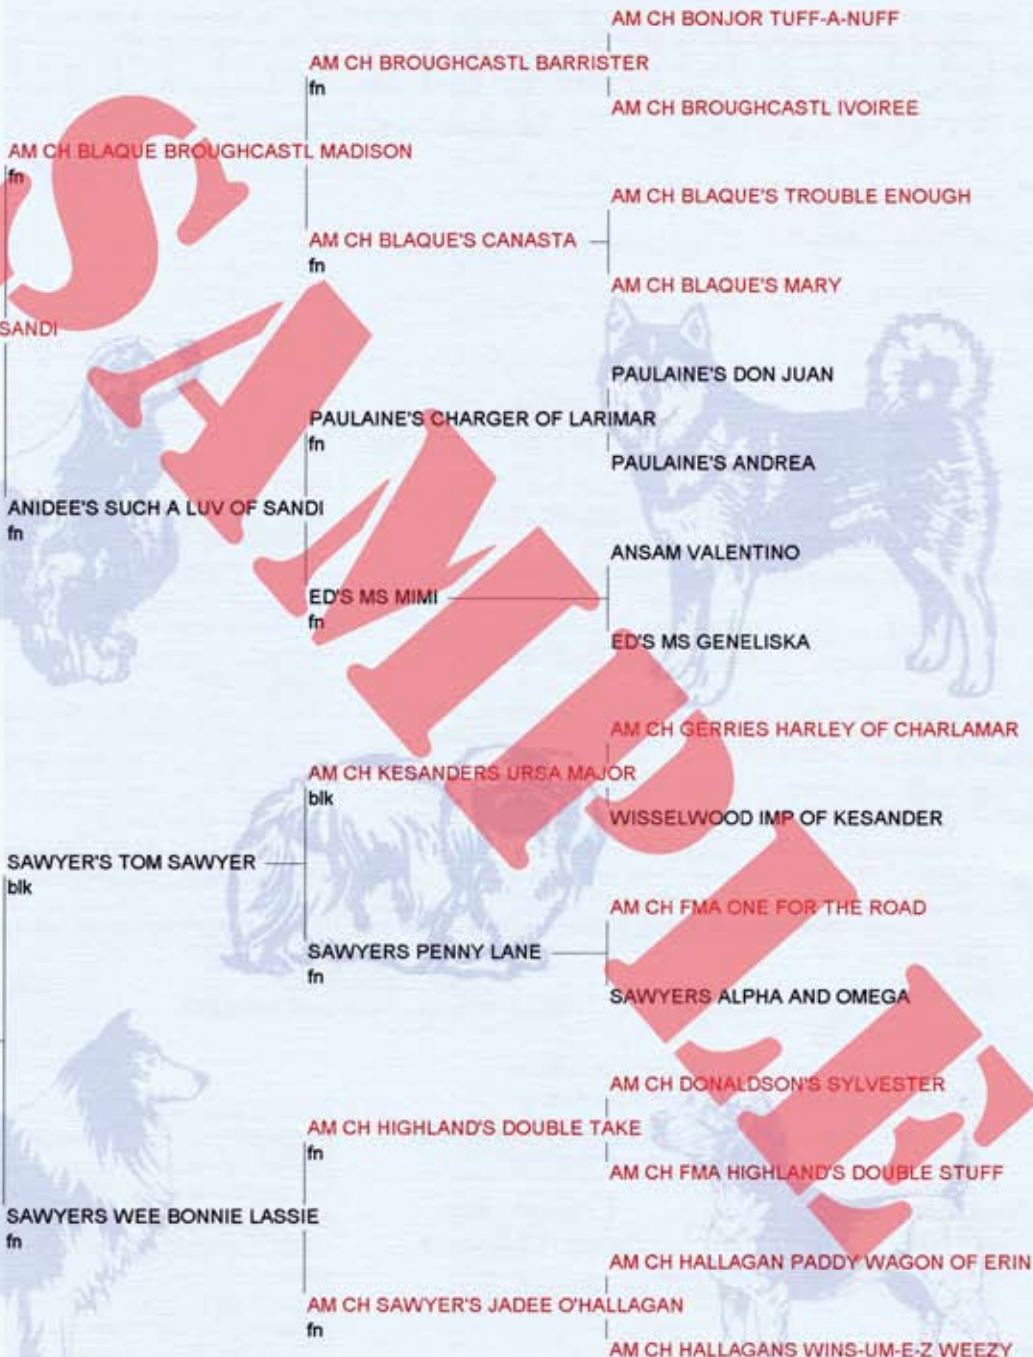 AM CH BONJOR TUFF-A-NUFF
AM CH BROUGHCASTL BARRISTER
fn
AM CH BROUGHCASTL IVOIREE
AM CH BLAQUE BROUGHCASTL MADISON
fn
AM CH BLAQUE'S TROUBLE ENOUGH
AM CH BLAQUE'S CANASTA
fn
AM CH BLAQUE'S MARY
SANDI
PAULAINE'S DON JUAN
PAULAINE'S CHARGER OF LARIMAR
fn
PAULAINE'S ANDREA
ANIDEE'S SUCH A LUV OF SANDI
fn
ANSAM VALENTINO
ED'S MS MIMI
fn
ED'S MS GENELISKA
AM CH GERRIES HARLEY OF CHARLAMAR
AM CH KESANDERS URSA MAJOR
blk
WISSELWOOD IMP OF KESANDER
SAWYER'S TOM SAWYER
blk
AM CH FMA ONE FOR THE ROAD
SAWYERS PENNY LANE
fn
SAWYERS ALPHA AND OMEGA
AM CH DONALDSON'S SYLVESTER
AM CH HIGHLAND'S DOUBLE TAKE
fn
AM CH FMA HIGHLAND'S DOUBLE STUFF
SAWYERS WEE BONNIE LASSIE
fn
AM CH HALLAGAN PADDY WAGON OF ERIN
AM CH SAWYER'S JADEE O'HALLAGAN
fn
AM CH HALLAGANS WINS-UM-E-Z WEEZY
SAMPLE